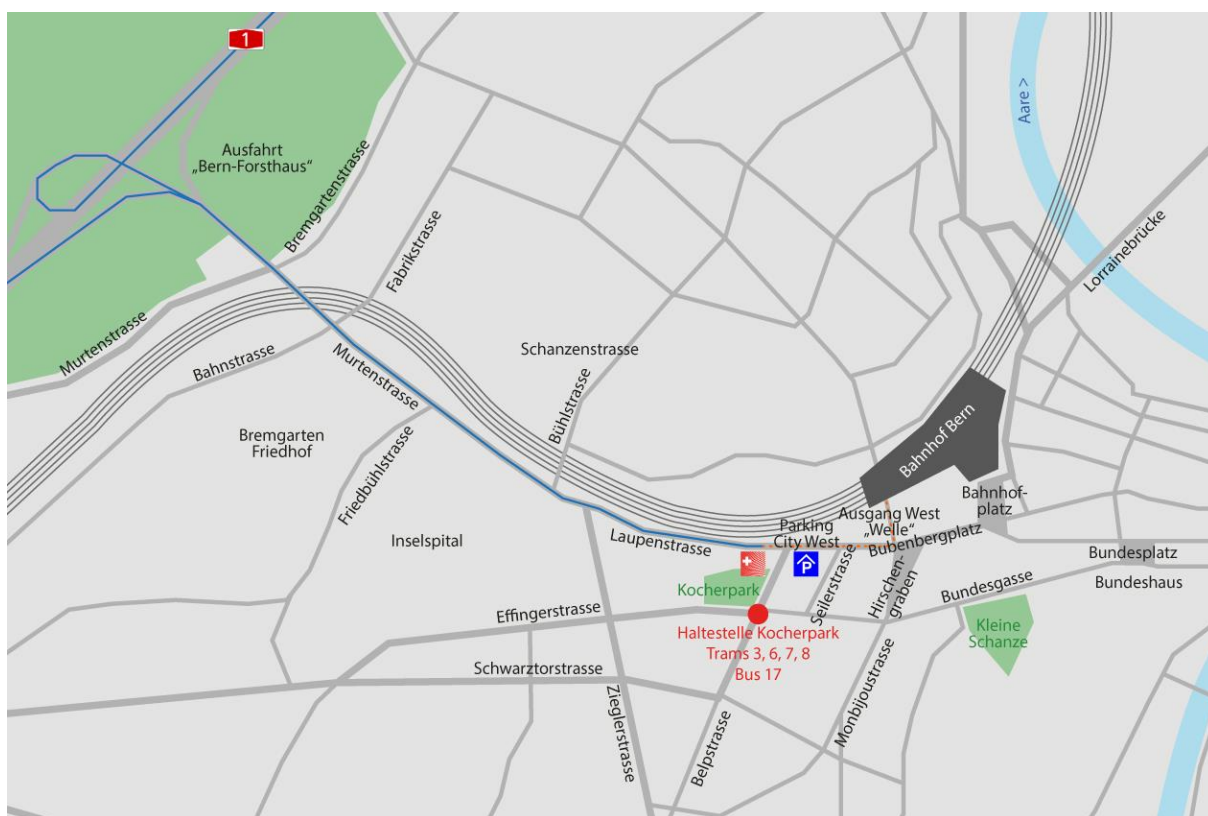 1
Aare >
Ausfahrt
„Bern-Forsthaus“
Bremgartenstrasse
Fabrikstrasse
Lorrainebrücke
Murtenstrasse
Bahnstrasse
Murtenstrasse
Schanzenstrasse
Bühlstrasse
Bahnhof Bern
Bremgarten
Friedhof
Friedbühlstrasse
Inselspital
Laupenstrasse
Parking
City West
Ausgang West
„Welle“
Bahnhof-
platz
Bubenbergplatz
Bundesplatz
Bundeshaus
P
Kocherpark
Seilerstrasse
Hirschen-
graben
Bundesgasse
Effingerstrasse
Haltestelle Kocherpark
Trams 3, 6, 7, 8
Bus 17
Kleine
Schanze
Schwarztorstrasse
Zieglerstrasse
Belpstrasse
Monbijoustrasse